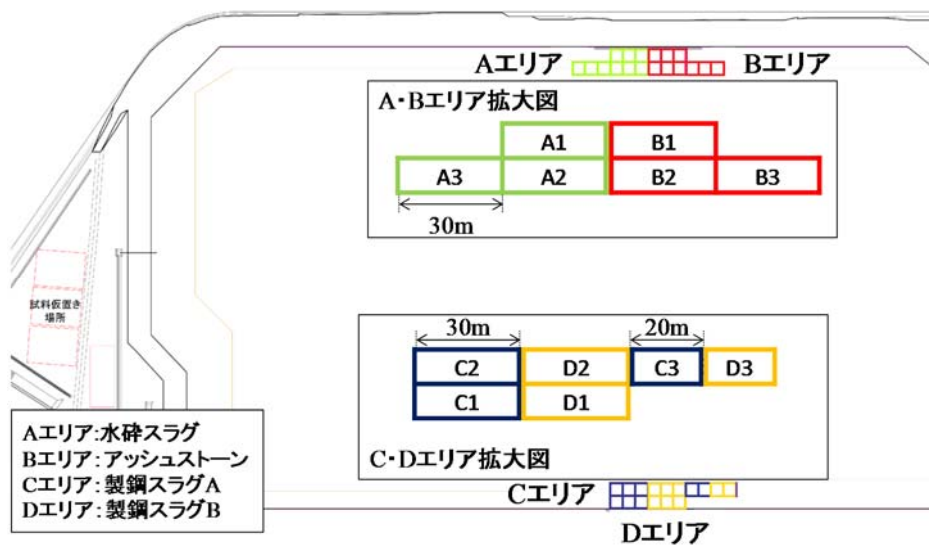 Aエリア
Bエリア
A・Bエリア拡大図
A1
B1
A3
A2
B2
B3
30m
試料仮置き
場所
30m
20m
C2
D2
C3
D3
C1
D1
C・Dエリア拡大図
Aエリア:水砕スラグ
Bエリア:アッシュストーン
Cエリア:製鋼スラグA
Dエリア:製鋼スラグB
Cエリア
Dエリア